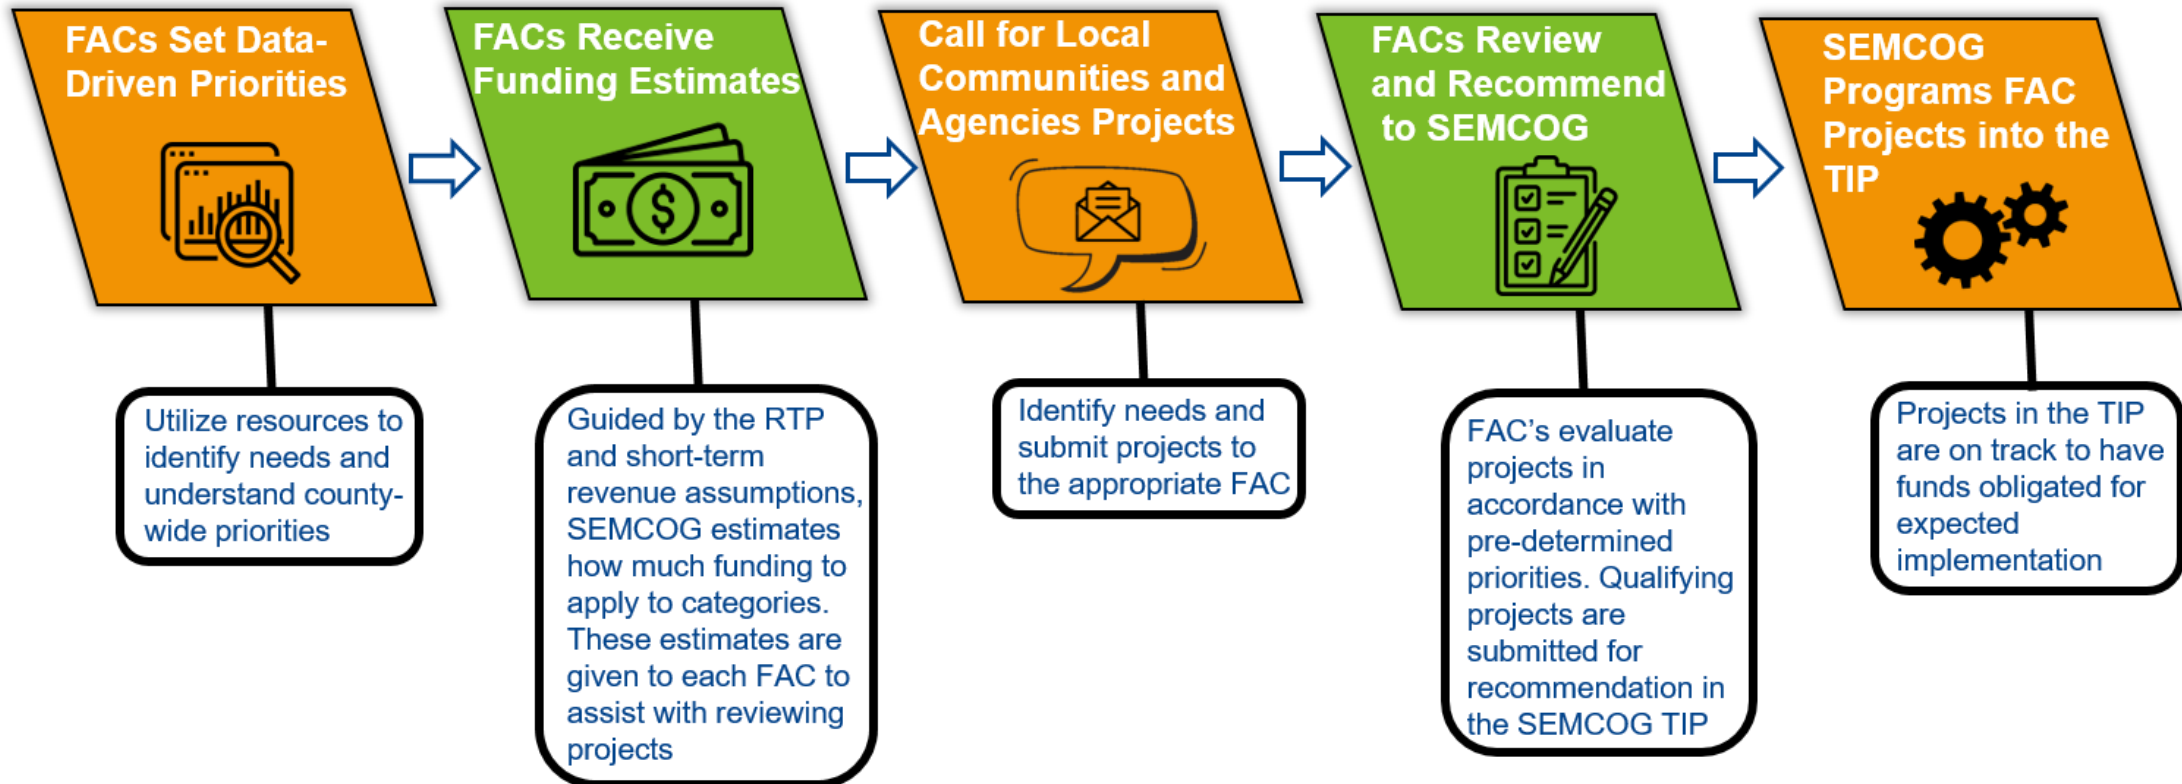 FACs Set Data-
Driven Priorities
FACs Receive
Funding Estimates
Call for Local
Communities and
Agencies Projects
FACs Review
and Recommend
to SEMCOG
SEMCOG
Programs FAC
Projects into the
TIP
$
Utilize resources to
identify needs and
understand county-
wide priorities
Guided by the RTP
and short-term
revenue assumptions,
SEMCOG estimates
how much funding to
apply to categories.
These estimates are
given to each FAC to
assist with reviewing
projects
Identify needs and
submit projects to
the appropriate FAC
FAC's evaluate
projects in
accordance with
pre-determined
priorities. Qualifying
projects are
submitted for
recommendation in
the SEMCOG TIP
Projects in the TIP
are on track to have
funds obligated for
expected
implementation